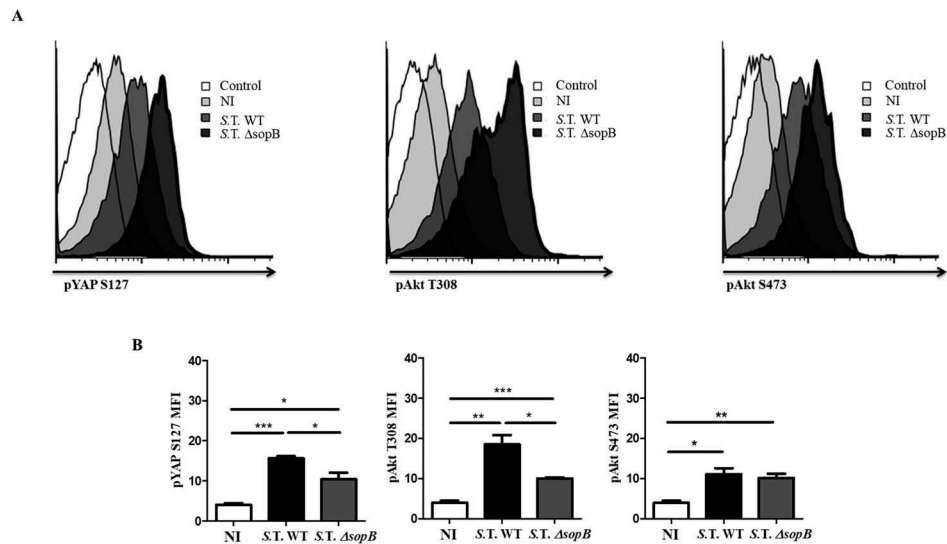 A
Control
NI
S.T. WT
S.T. ΔsopB
pYAP S127
Control
NI
S.T. WT
S.T. ΔsopB
pAkt T308
Control
NI
S.T. WT
S.T. ΔsopB
pAkt S473
B
pYAP S127 MFI
40
30
20
10
0
*
***
*
NI
S.T. WT
S.T. ΔsopB
pAkt T308 MFI
40
30
20
10
0
***
**
*
NI
S.T. WT
S.T. ΔsopB
pAkt S473 MFI
40
30
20
10
0
**
*
NI
S.T. WT
S.T. ΔsopB